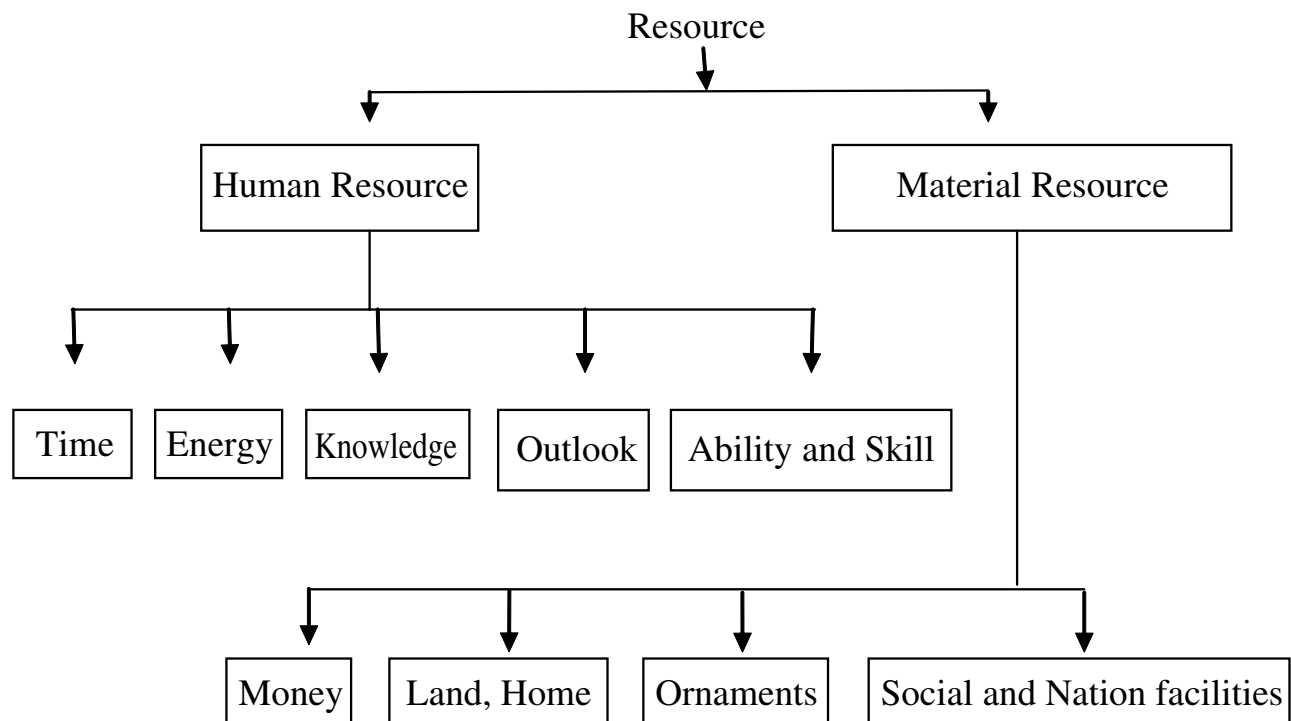 Resource
Human Resource
Material Resource
Time
Energy
Knowledge
Outlook
Ability and Skill
Money
Land, Home
Ornaments
Social and Nation facilities